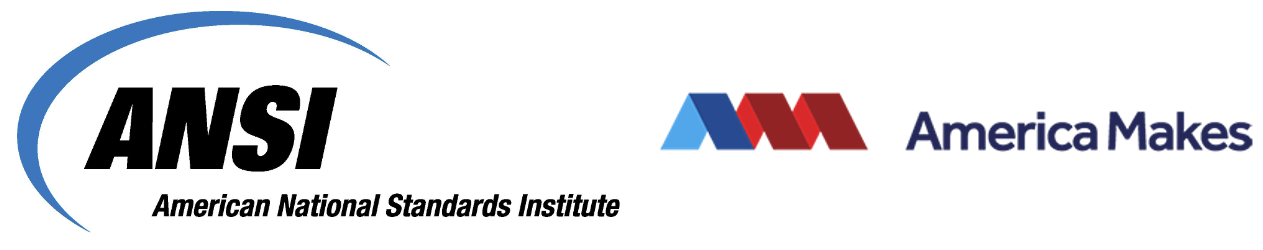 ANSI
American National Standards Institute
America Makes